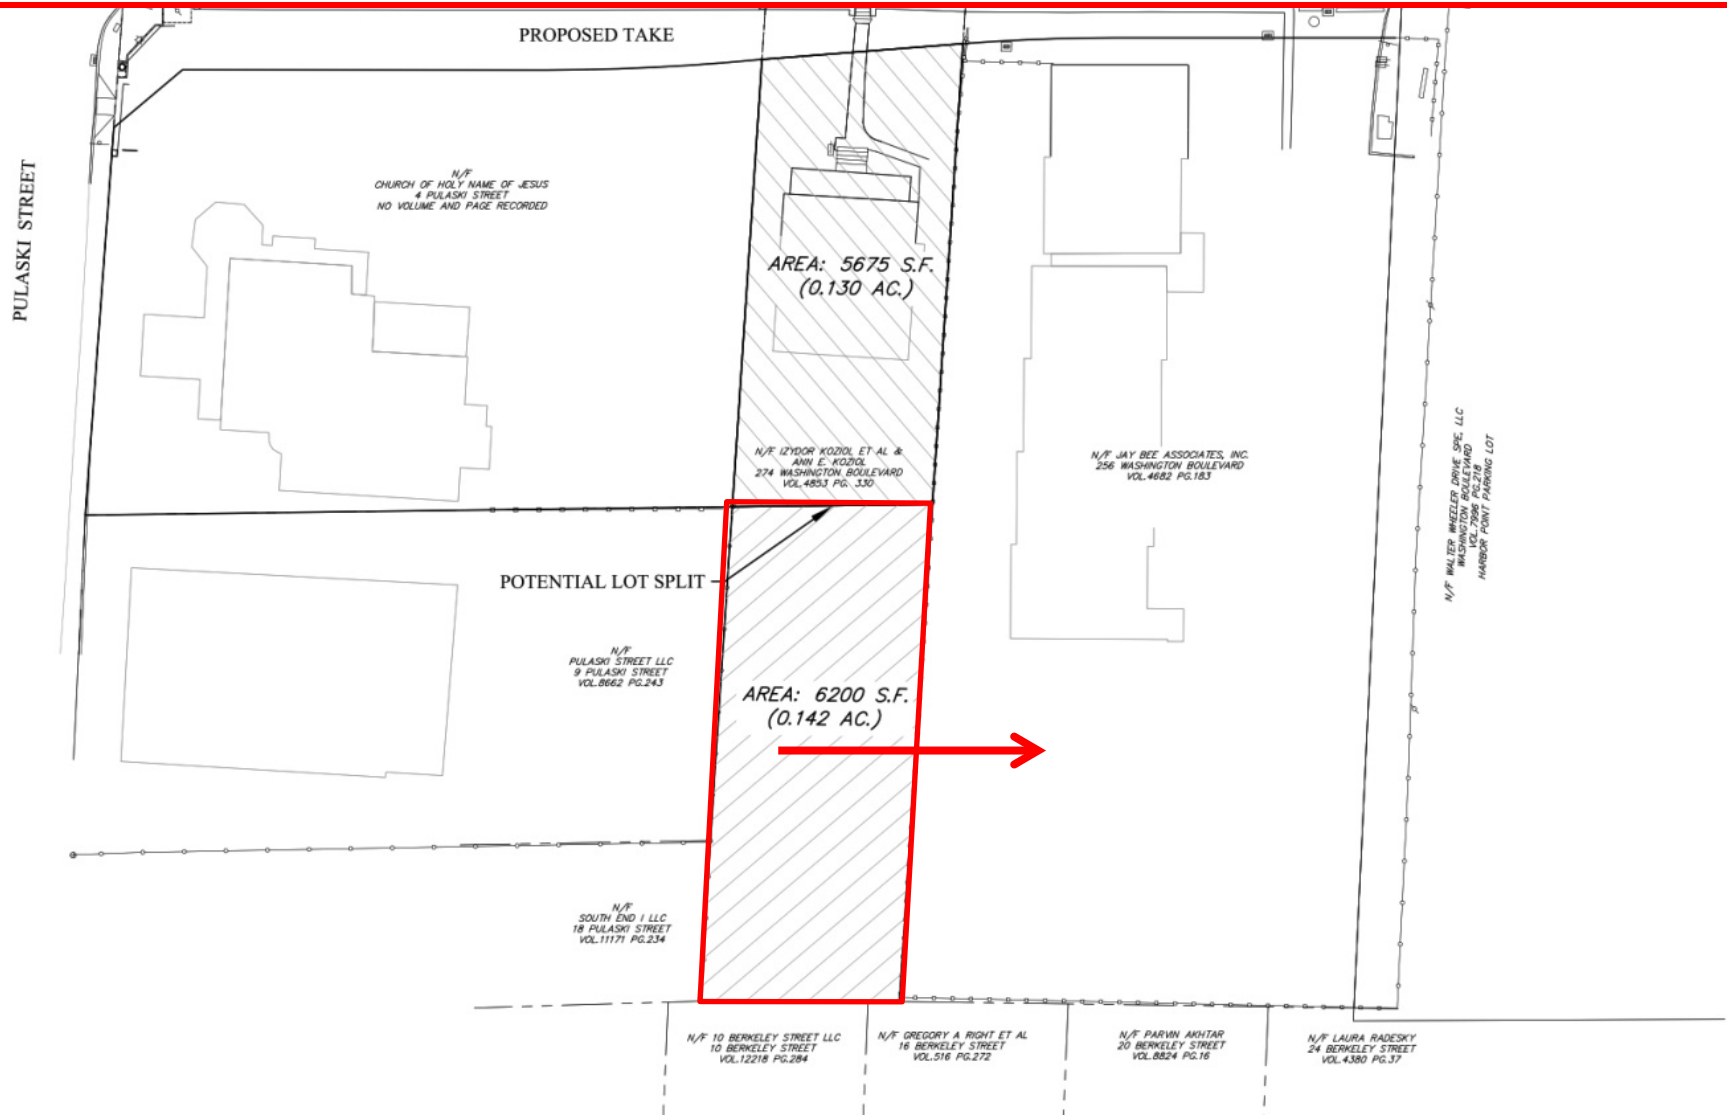 PROPOSED TAKE
PULASKI STREET
N/F
CHURCH OF HOLY NAME OF JESUS
4 PULASKI STREET
NO VOLUME AND PAGE RECORDED
AREA: 5675 S.F.
(0.130 AC.)
N/F IZYDOR KOZIOL ET AL &
ANN E. KOZIOL
274 WASHINGTON BOULEVARD
VOL.4853 PG. 330
N/F JAY BEE ASSOCIATES, INC.
256 WASHINGTON BOULEVARD
VOL.4682 PG.183
N/F WALTER WHEELER DRIVE SPE, LLC
WASHINGTON BOULEVARD
VOL.7996 PG.218
HARBOR POINT PARKING LOT
POTENTIAL LOT SPLIT
N/F
PULASKI STREET LLC
9 PULASKI STREET
VOL.8662 PG.243
AREA: 6200 S.F.
(0.142 AC.)
N/F
SOUTH END I LLC
18 PULASKI STREET
VOL.11171 PG.234
N/F 10 BERKELEY STREET LLC
10 BERKELEY STREET
VOL.12218 PG.284
N/F GREGORY A RIGHT ET AL
16 BERKELEY STREET
VOL.516 PG.272
N/F PARVIN AKHTAR
20 BERKELEY STREET
VOL.8824 PG.16
N/F LAURA RADESKY
24 BERKELEY STREET
VOL.4380 PG.37